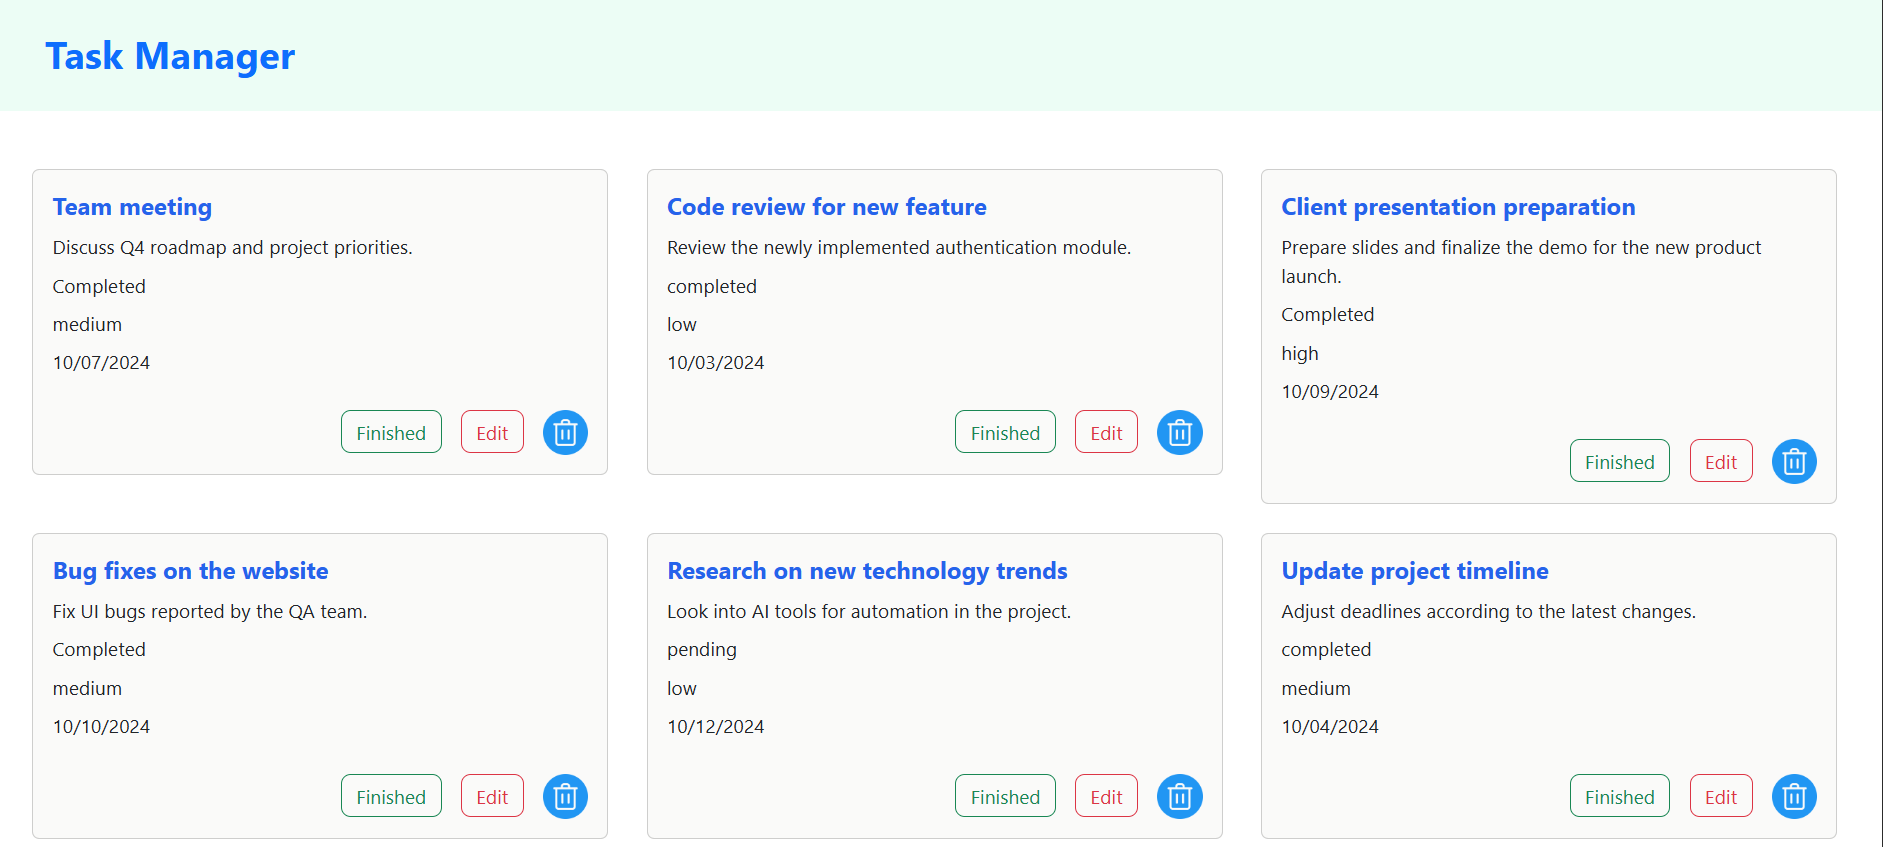 Task Manager
Team meeting
Discuss Q4 roadmap and project priorities.
Completed
medium
10/07/2024
Finished Edit
Code review for new feature
Review the newly implemented authentication module.
completed
low
10/03/2024
Finished Edit
Client presentation preparation
Prepare slides and finalize the demo for the new product
launch.
Completed
high
10/09/2024
Finished Edit
Bug fixes on the website
Fix UI bugs reported by the QA team.
Completed
medium
10/10/2024
Finished Edit
Research on new technology trends
Look into AI tools for automation in the project.
pending
low
10/12/2024
Finished Edit
Update project timeline
Adjust deadlines according to the latest changes.
completed
medium
10/04/2024
Finished Edit